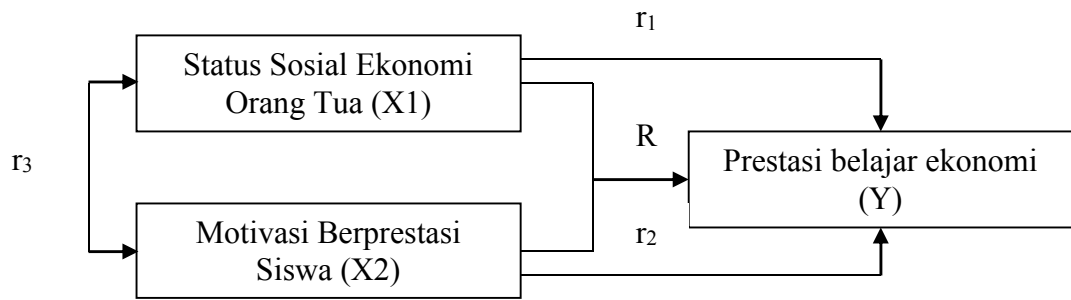 r₁
Status Sosial Ekonomi
Orang Tua (X1)
R
r₃
Prestasi belajar ekonomi
(Y)
Motivasi Berprestasi
Siswa (X2)
r₂